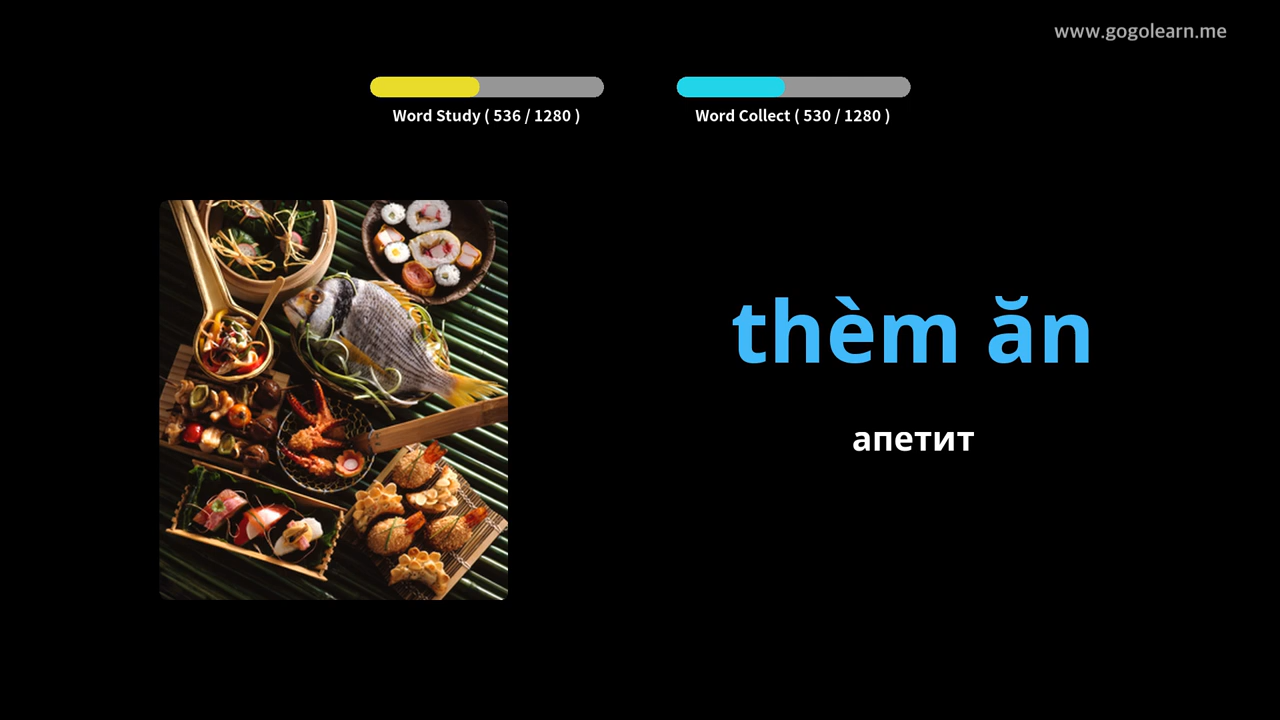 www.gogolearn.me
Word Study ( 536 / 1280 )
Word Collect ( 530 / 1280 )
thèm ăn
апетит